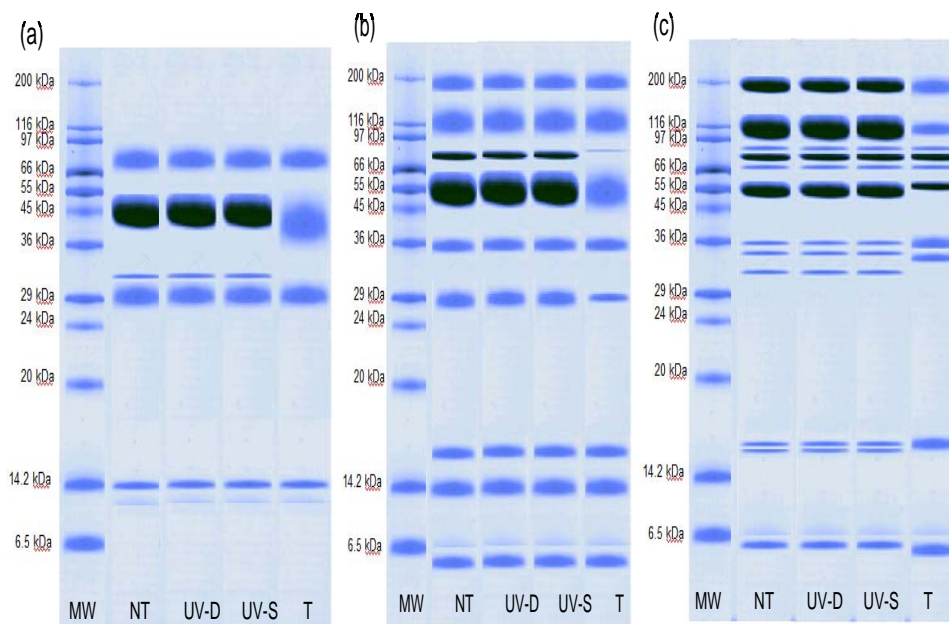 (a)
200 kDa
116 kDa
97 kDa
66 kDa
55 kDa
45 kDa
36 kDa
29 kDa
24 kDa
20 kDa
14.2 kDa
6.5 kDa
MW NT UV-D UV-S T
(b)
200 kDa
116 kDa
97 kDa
66 kDa
55 kDa
45 kDa
36 kDa
29 kDa
24 kDa
20 kDa
14.2 kDa
6.5 kDa
MW NT UV-D UV-S T
(c)
200 kDa
116 kDa
97 kDa
66 kDa
55 kDa
45 kDa
36 kDa
29 kDa
24 kDa
20 kDa
14.2 kDa
6.5 kDa
MW NT UV-D UV-S T